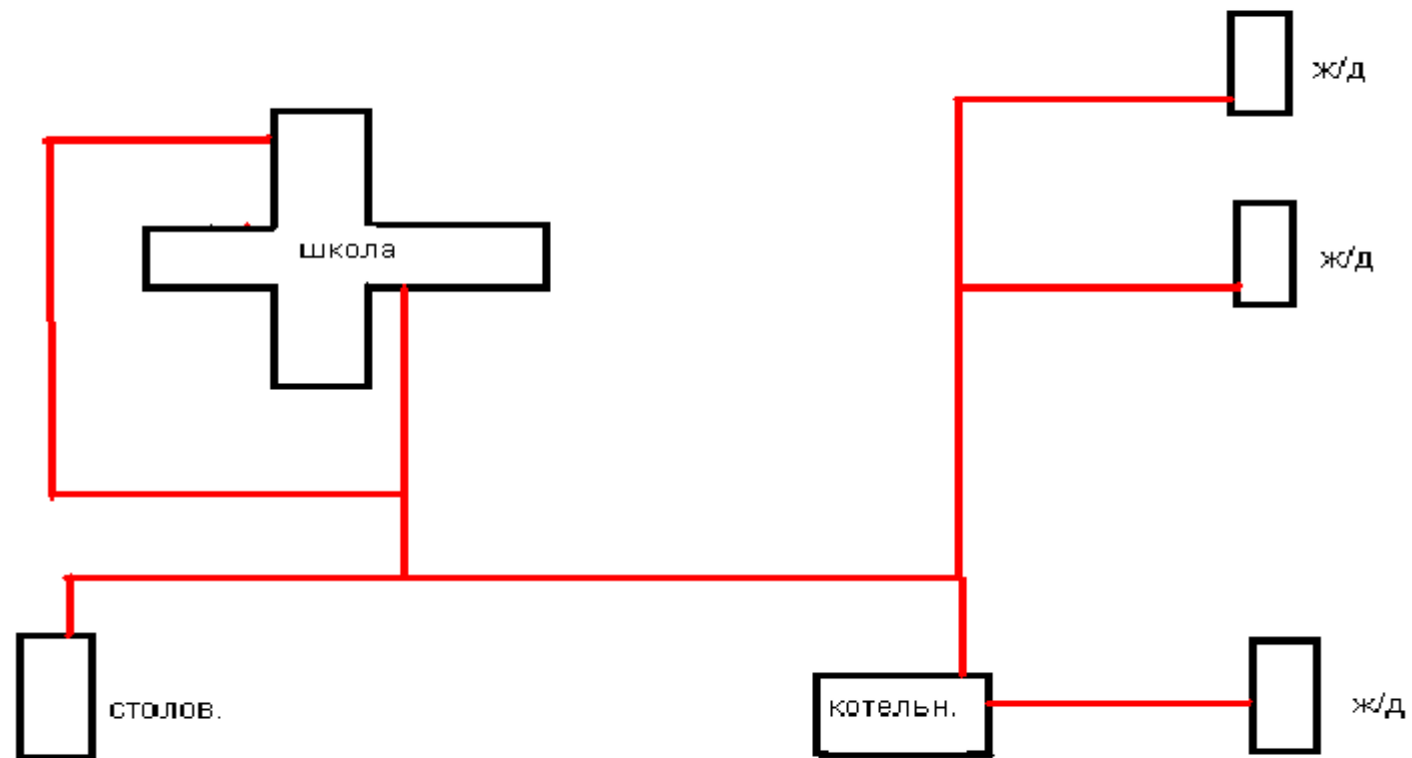 ж/д
школа
ж/д
столов.
котельн.
ж/д